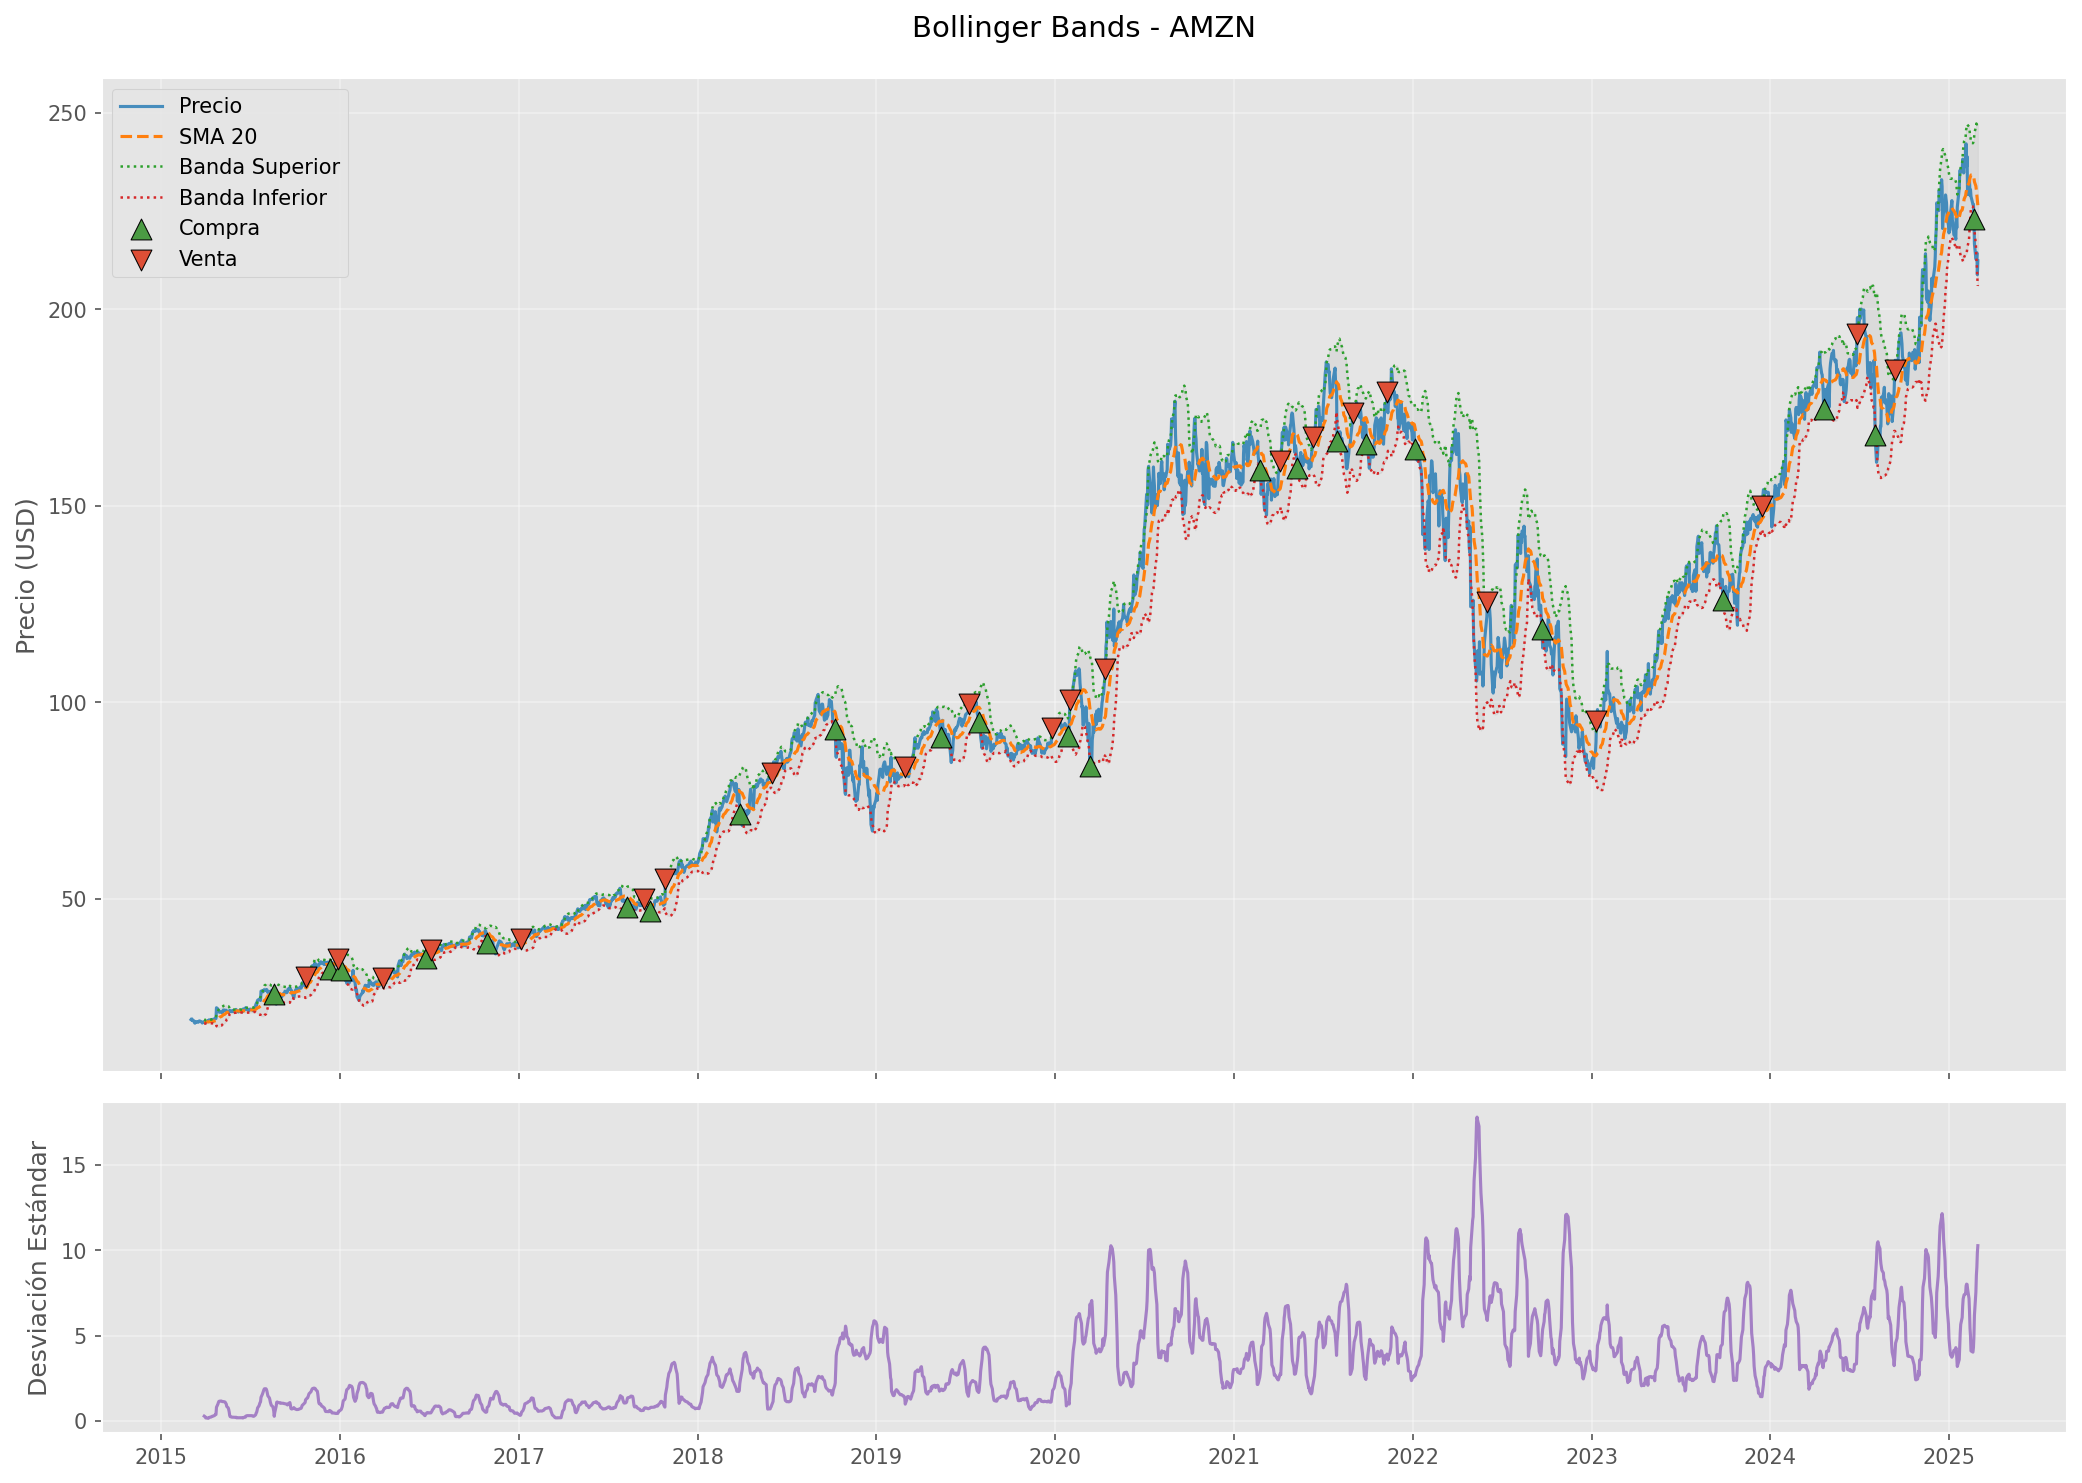 Bollinger Bands - AMZN
Precio
SMA 20
Banda Superior
Banda Inferior
Compra
Venta
Precio (USD)
250
200
150
100
50
Desviación Estándar
15
10
5
0
2015 2016 2017 2018 2019 2020 2021 2022 2023 2024 2025